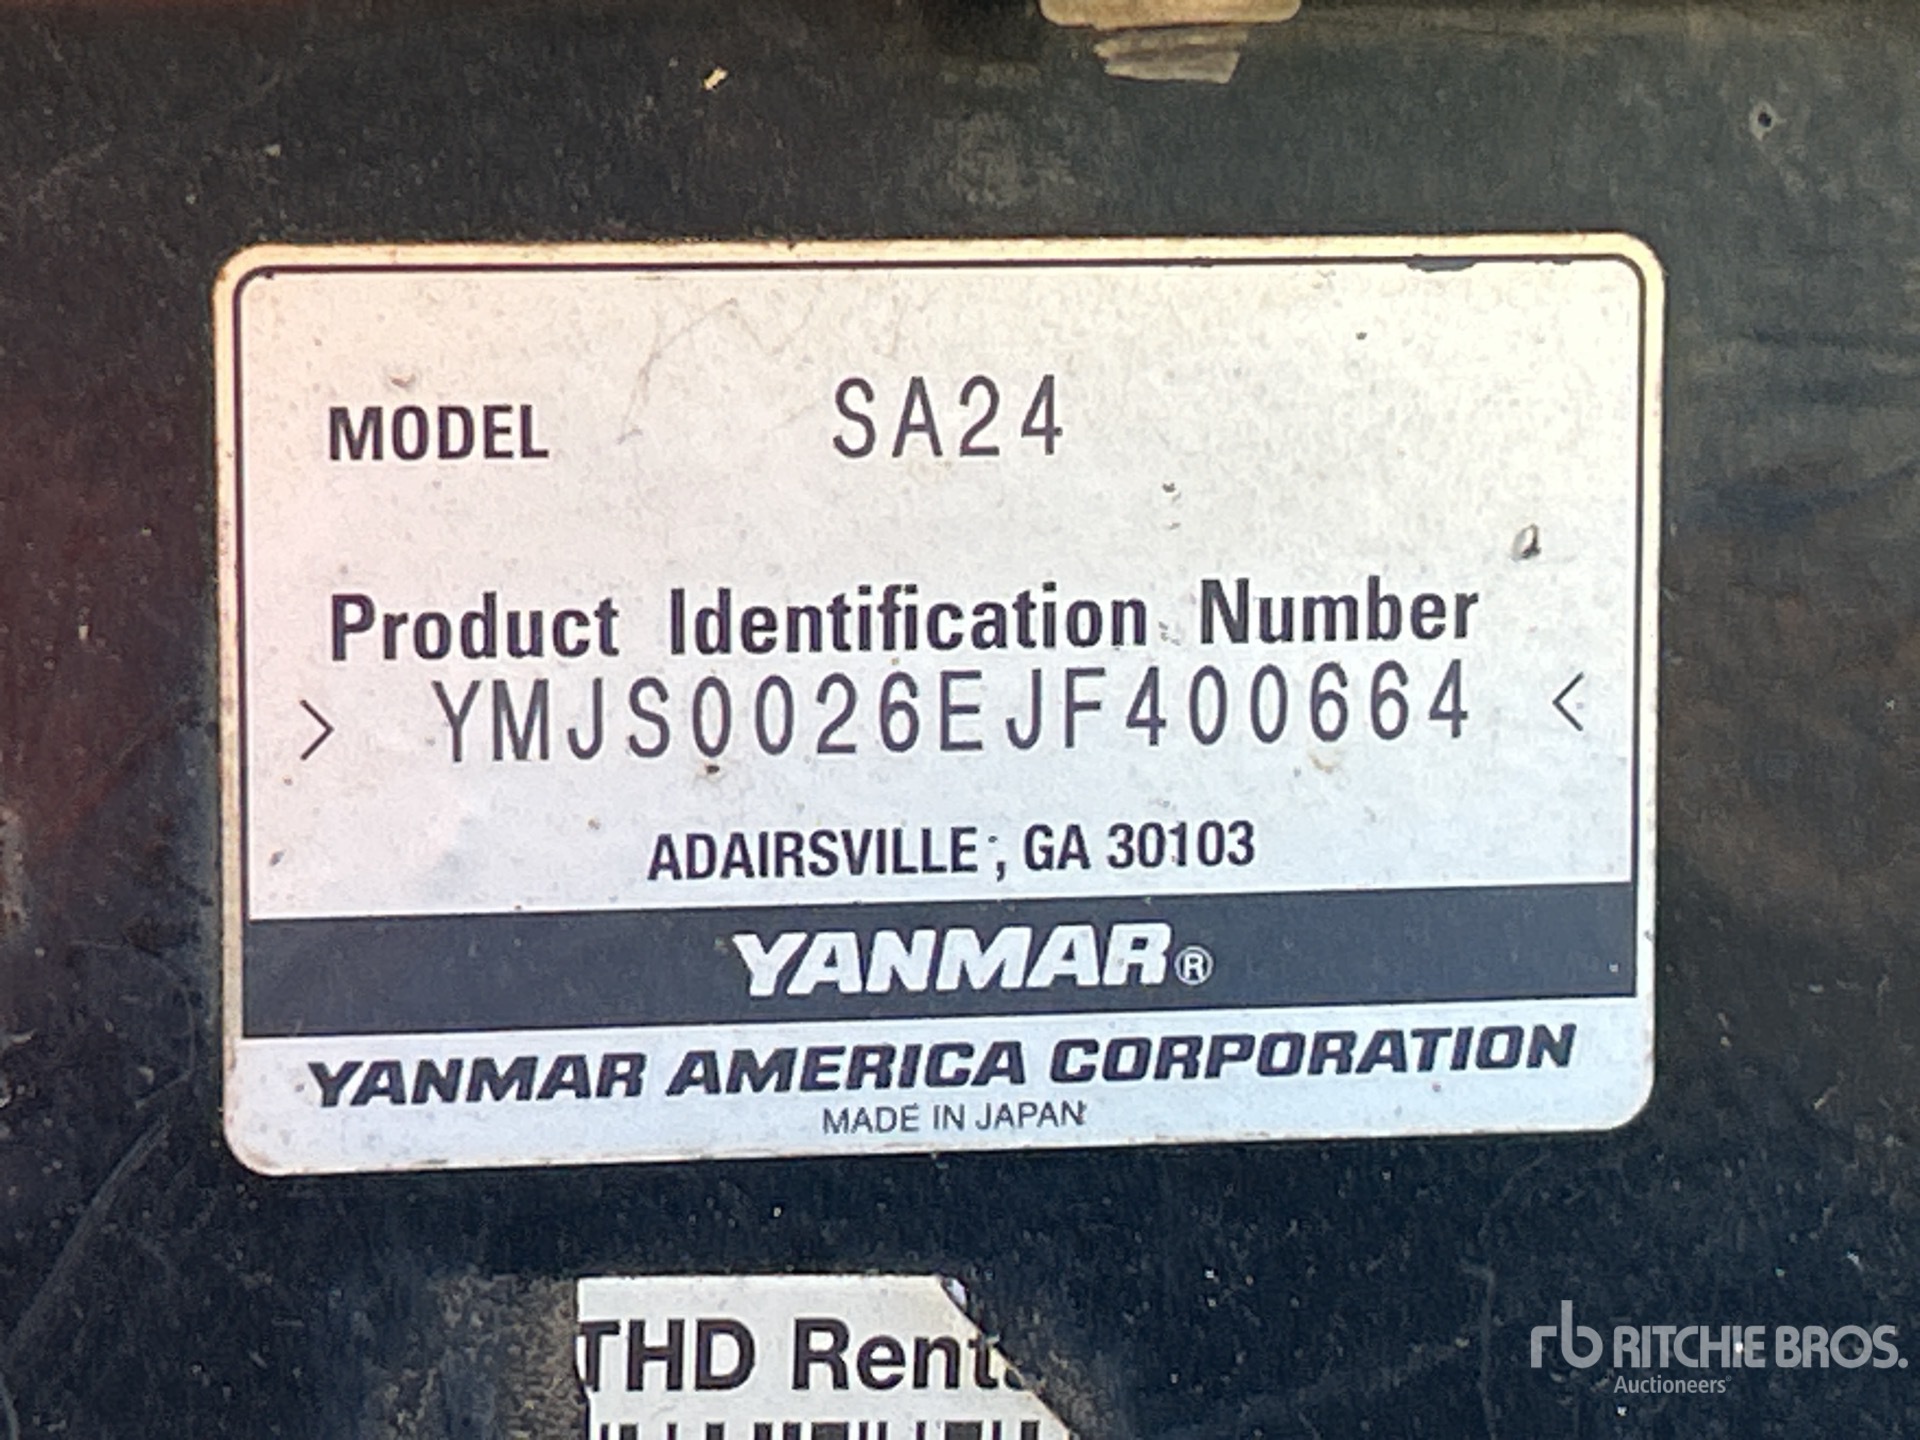 MODEL SA24
Product Identification Number
> YMJS0026EJF400664 <
ADAIRSVILLE, GA 30103
YANMAR®
YANMAR AMERICA CORPORATION
MADE IN JAPAN
THD
rb RITCHIE BROS.
Auctioneers